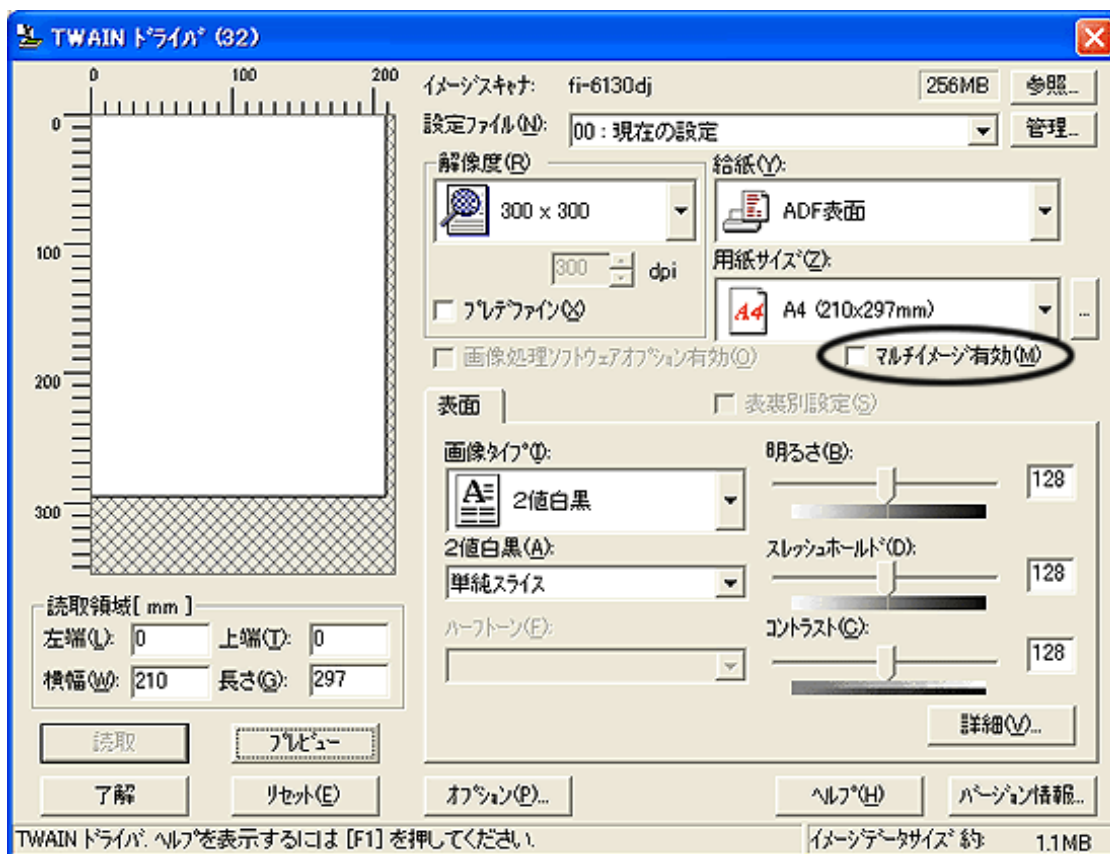 TWAIN ﾄﾞﾗｲﾊﾞ (32)
0 100 200
0
100
200
300
ｲﾒｰｼﾞｽｷｬﾅ: fi-6130dj 256MB 参照...
設定ﾌｧｲﾙ(N): 00 : 現在の設定 管理...
解像度(R)
300 x 300
300 dpi
ﾌﾟﾚﾃﾞﾌｧｲﾝ(X)
給紙(Y):
ADF表面
用紙ｻｲｽﾞ(Z):
A4 A4 (210x297mm) ...
画像処理ｿﾌﾄｳｪｱｵﾌﾟｼｮﾝ有効(O)
ﾏﾙﾁｲﾒｰｼﾞ有効(M)
表面
表裏別設定(S)
画像ﾀｲﾌﾟ(I):
2値白黒
2値白黒(A):
単純ｽﾗｲｽ
ﾊｰﾌﾄｰﾝ(F):
明るさ(B):
128
ｽﾚｯｼｭﾎｰﾙﾄﾞ(D):
128
ｺﾝﾄﾗｽﾄ(C):
128
詳細(V)...
読取領域[ mm ]
左端(L): 0 上端(T): 0
横幅(W): 210 長さ(G): 297
読取 ﾌﾟﾚﾋﾞｭｰ
了解 ﾘｾｯﾄ(E) ｵﾌﾟｼｮﾝ(P)... ﾍﾙﾌﾟ(H) ﾊﾞｰｼﾞｮﾝ情報...
TWAIN ﾄﾞﾗｲﾊﾞ. ﾍﾙﾌﾟを表示するには [F1] を押してください. ｲﾒｰｼﾞﾃﾞｰﾀｻｲｽﾞ 約: 1.1MB